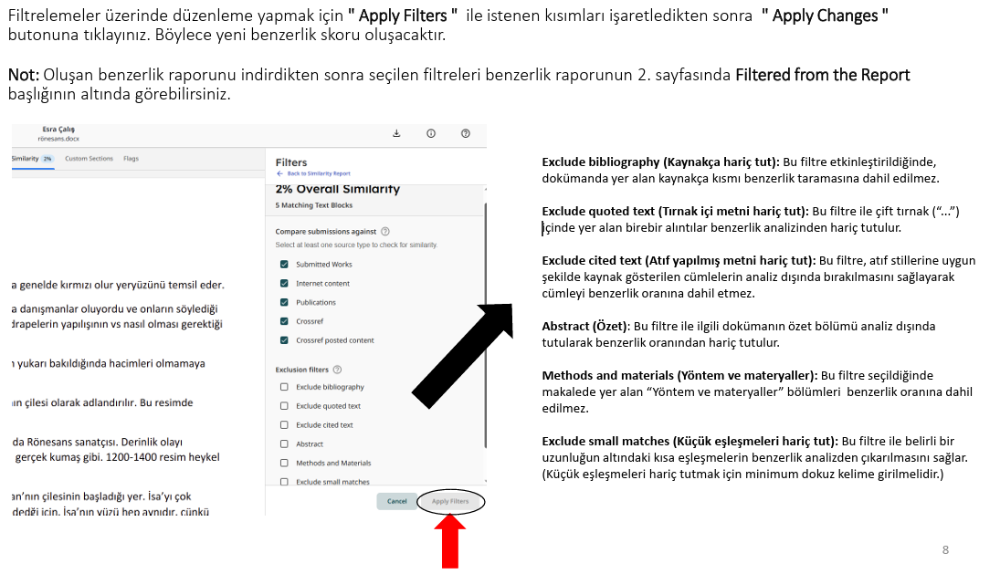 Filtrelemeler üzerinde düzenleme yapmak için " Apply Filters " ile istenen kısımları işaretledikten sonra " Apply Changes "
butonuna tıklayınız. Böylece yeni benzerlik skoru oluşacaktır.
Not: Oluşan benzerlik raporunu indirdikten sonra seçilen filtreleri benzerlik raporunun 2. sayfasında Filtered from the Report
başlığının altında görebilirsiniz.
Esra Çalış
rönesans.docx
Similarity 2% Custom Sections Flags
a genelde kırmızı olur yeryüzünü temsil eder.
a danışmanlar oluyordu ve onların söylediği
drapelerin yapılışının vs nasıl olması gerektiği
yukarı bakıldığında hacimleri olmamaya
ın çilesi olarak adlandırılır. Bu resimde
da Rönesans sanatçısı. Derinlik olayı
gerçek kumaş gibi. 1200-1400 resim heykel
an'nın çilesinin başladığı yer. İsa'yı çok
dedği için. İsa'nın yüzü hep aynıdır, çünkü
Filters
← Back to Similarity Report
2% Overall Similarity
5 Matching Text Blocks
Compare submissions against
Select at least one source type to check for similarity.
Submitted Works
Internet content
Publications
Crossref
Crossref posted content
Exclusion filters
Exclude bibliography
Exclude quoted text
Exclude cited text
Abstract
Methods and Materials
Exclude small matches
Cancel Apply Filters
Exclude bibliography (Kaynakça hariç tut): Bu filtre etkinleştirildiğinde,
dokümanda yer alan kaynakça kısmı benzerlik taramasına dahil edilmez.
Exclude quoted text (Tırnak içi metni hariç tut): Bu filtre ile çift tırnak (“...”)
içinde yer alan birebir alıntılar benzerlik analizinden hariç tutulur.
Exclude cited text (Atıf yapılmış metni hariç tut): Bu filtre, atıf stillerine uygun
şekilde kaynak gösterilen cümlelerin analiz dışında bırakılmasını sağlayarak
cümleyi benzerlik oranına dahil etmez.
Abstract (Özet): Bu filtre ile ilgili dokümanın özet bölümü analiz dışında
tutularak benzerlik oranından hariç tutulur.
Methods and materials (Yöntem ve materyaller): Bu filtre seçildiğinde
makalede yer alan “Yöntem ve materyaller” bölümleri benzerlik oranına dahil
edilmez.
Exclude small matches (Küçük eşleşmeleri hariç tut): Bu filtre ile belirli bir
uzunluğun altındaki kısa eşleşmelerin benzerlik analizden çıkarılmasını sağlar.
(Küçük eşleşmeleri hariç tutmak için minimum dokuz kelime girilmelidir.)
8